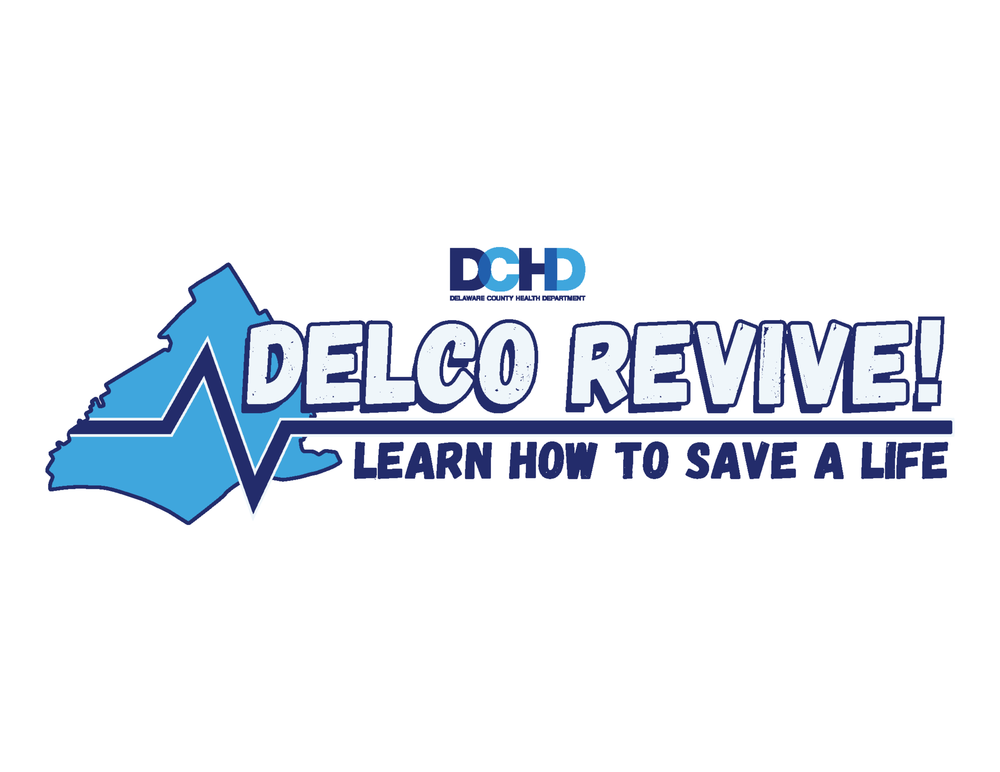 DCHD
DELAWARE COUNTY HEALTH DEPARTMENT
DELCO REVIVE!
LEARN HOW TO SAVE A LIFE